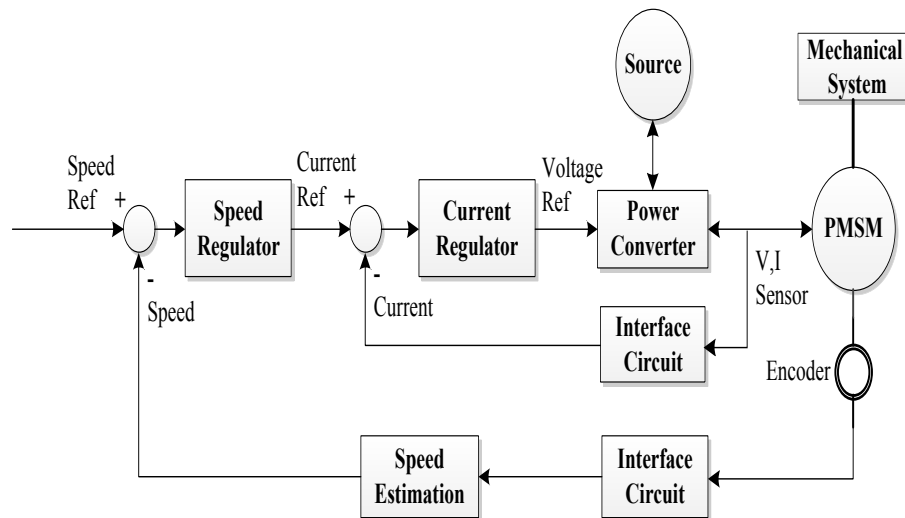 Source
Mechanical
System
Speed
Ref
+
-
Speed
Speed
Regulator
Current
Ref
+
-
Current
Current
Regulator
Voltage
Ref
Power
Converter
PMSM
V,I
Sensor
Interface
Circuit
Encoder
Speed
Estimation
Interface
Circuit